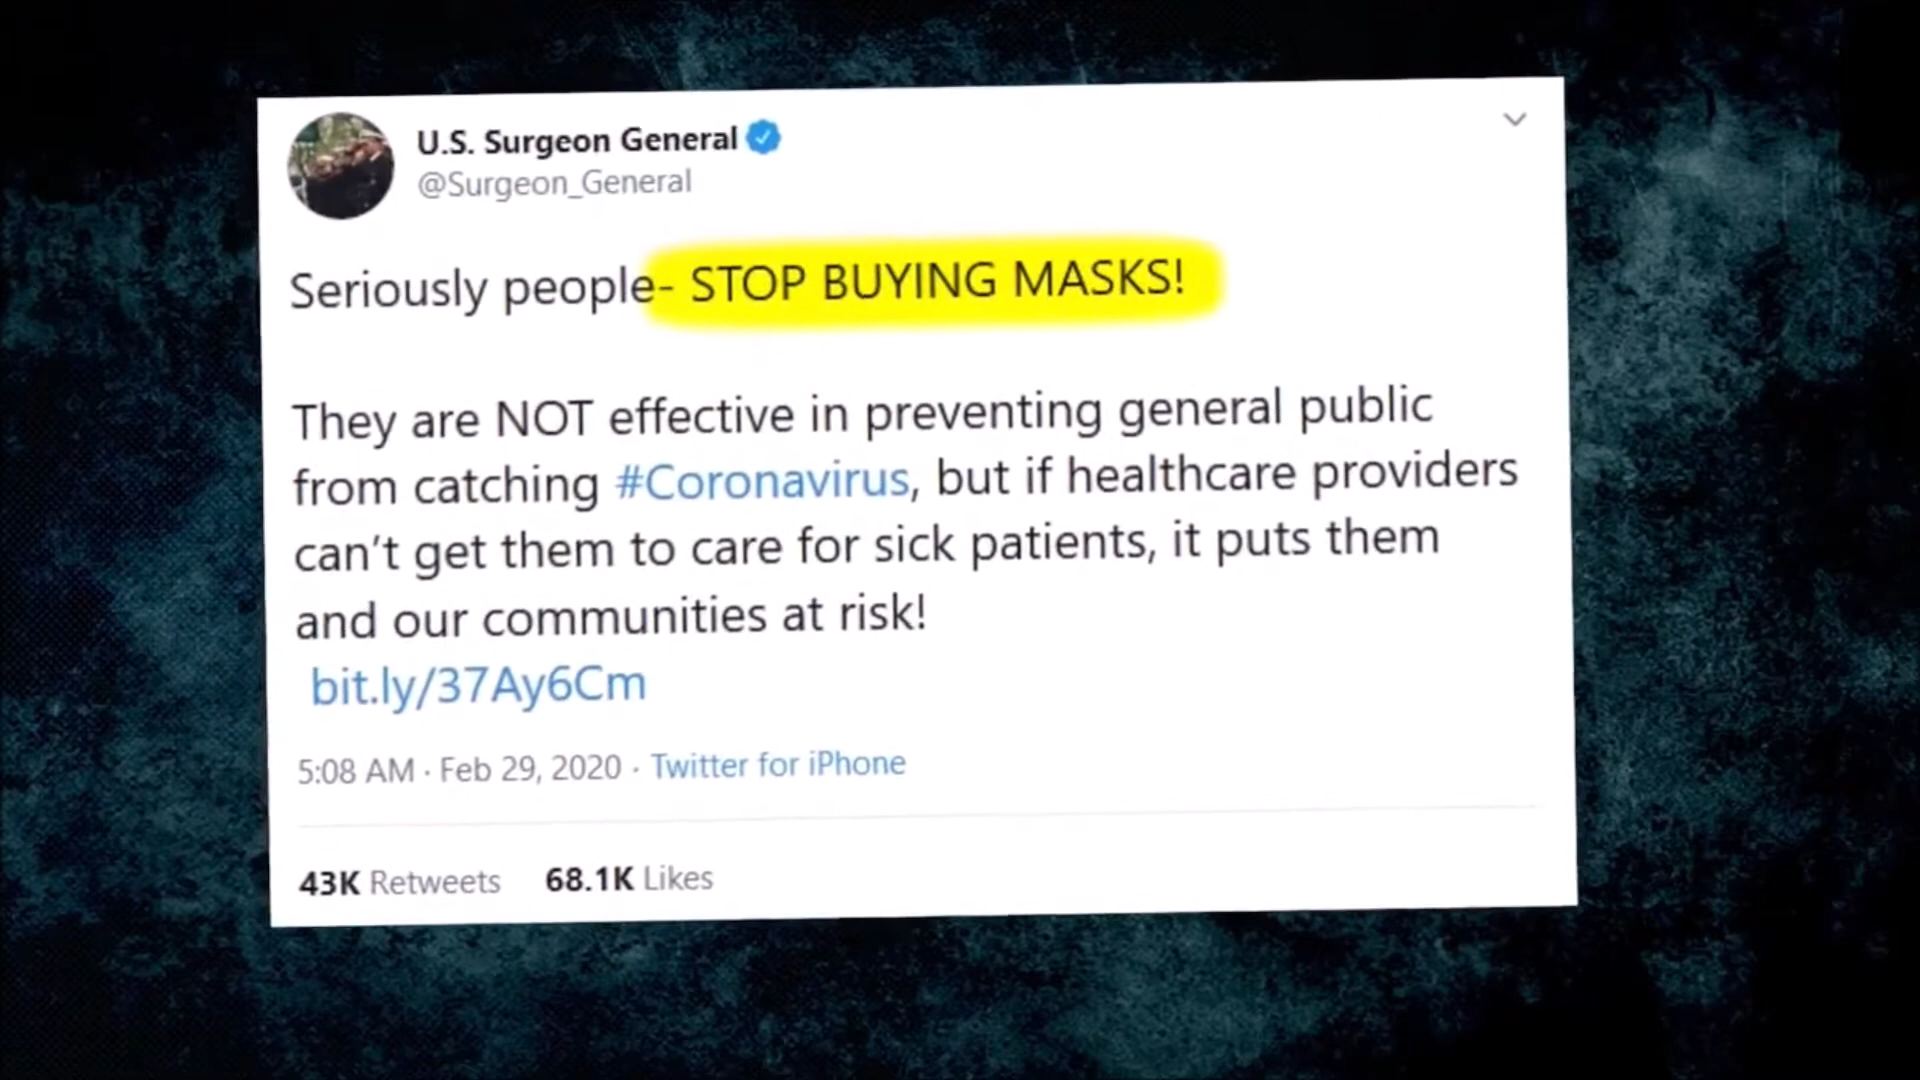 U.S. Surgeon General
@Surgeon_General
Seriously people- STOP BUYING MASKS!
They are NOT effective in preventing general public
from catching #Coronavirus, but if healthcare providers
can't get them to care for sick patients, it puts them
and our communities at risk!
bit.ly/37Ay6Cm
5:08 AM · Feb 29, 2020 · Twitter for iPhone
43K Retweets 68.1K Likes